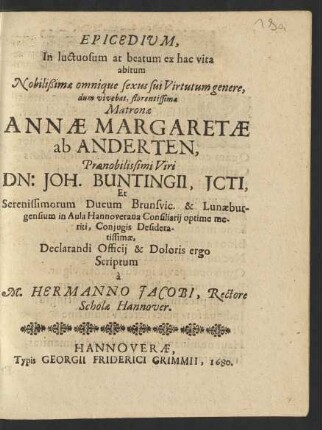 EPICEDIUM,
In luctuosum at beatum ex hac vita
abitum
Nobilißimæ omnique sexus sui Virtutum genere,
dum vivebat, florentissimæ
Matronæ
ANNÆ MARGARETÆ
ab ANDERTEN,
Prænobilissimi Viri
DN: JOH. BUNTINGII, JCTI,
Et
Serenissimorum Ducum Brunsvic. & Lunæbur-
gensium in Aula Hannoverana Consiliarij optime me-
riti, Conjugis Desidera-
tissimæ,
Declarandi Officij & Doloris ergo
Scriptum
à
M. HERMANNO JACOBI, Rectore
Scholæ Hannover.
HANNOVERÆ,
Typis GEORGII FRIDERICI GRIMMII, 1680.